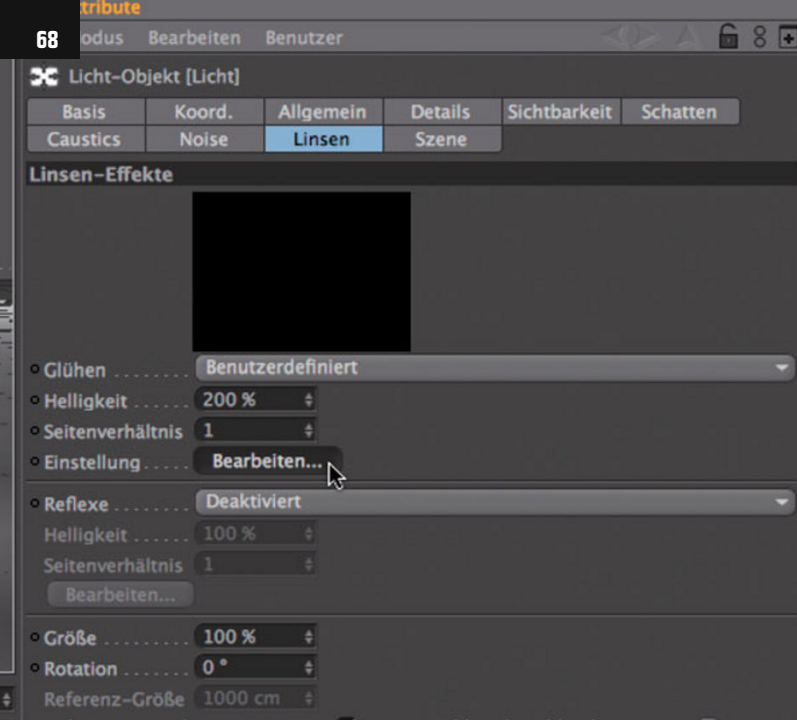 68
tribute
odus Bearbeiten Benutzer
Licht-Objekt [Licht]
Basis Koord. Allgemein Details Sichtbarkeit Schatten
Caustics Noise Linsen Szene
Linsen-Effekte
Glühen ........ Benutzerdefiniert
Helligkeit ...... 200 %
Seitenverhältnis 1
Einstellung ..... Bearbeiten...
Reflexe ........ Deaktiviert
Helligkeit 100 %
Seitenverhältnis 1
Bearbeiten...
Größe ......... 100 %
Rotation ....... 0 °
Referenz-Größe 1000 cm